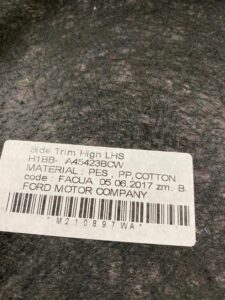 Side Trim High LHS
H1BB- A45423BCW
MATERIAL : PES , PP, COTTON
code : FACUA 05 06.2017 zm. B.
FORD MOTOR COMPANY
*M210897WA*